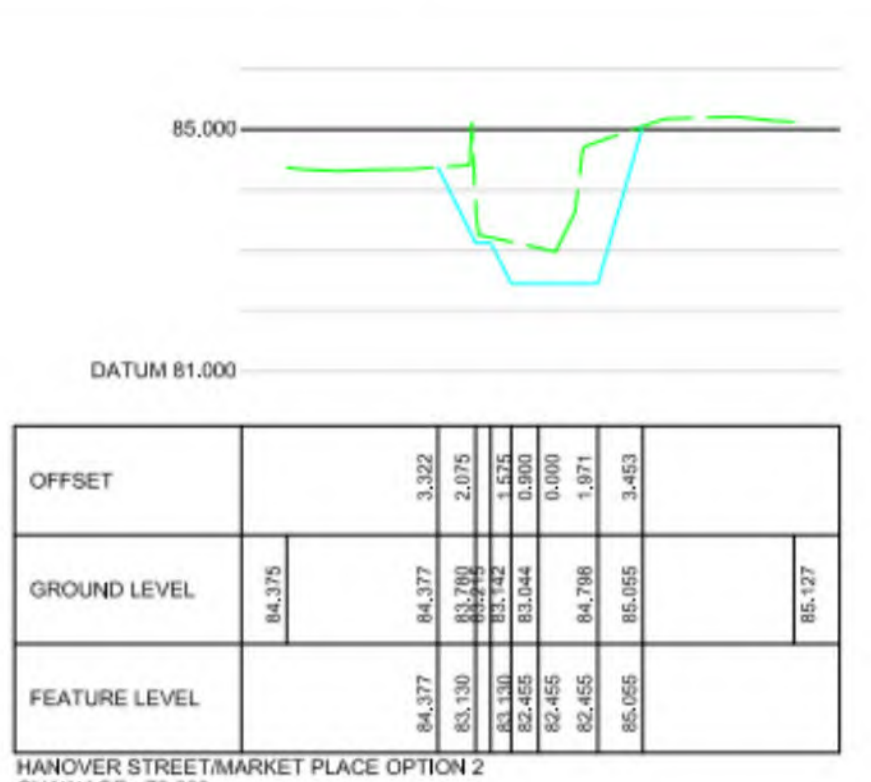 85.000
DATUM 81.000
OFFSET 3.322 2.075 1.575 0.900 0.000 1.971 3.453
GROUND LEVEL 84.375 84.377 83.780 83.215 83.142 83.044 84.798 85.055 85.127
FEATURE LEVEL 84.377 83.130 83.130 82.455 82.455 82.455 85.055
HANOVER STREET/MARKET PLACE OPTION 2